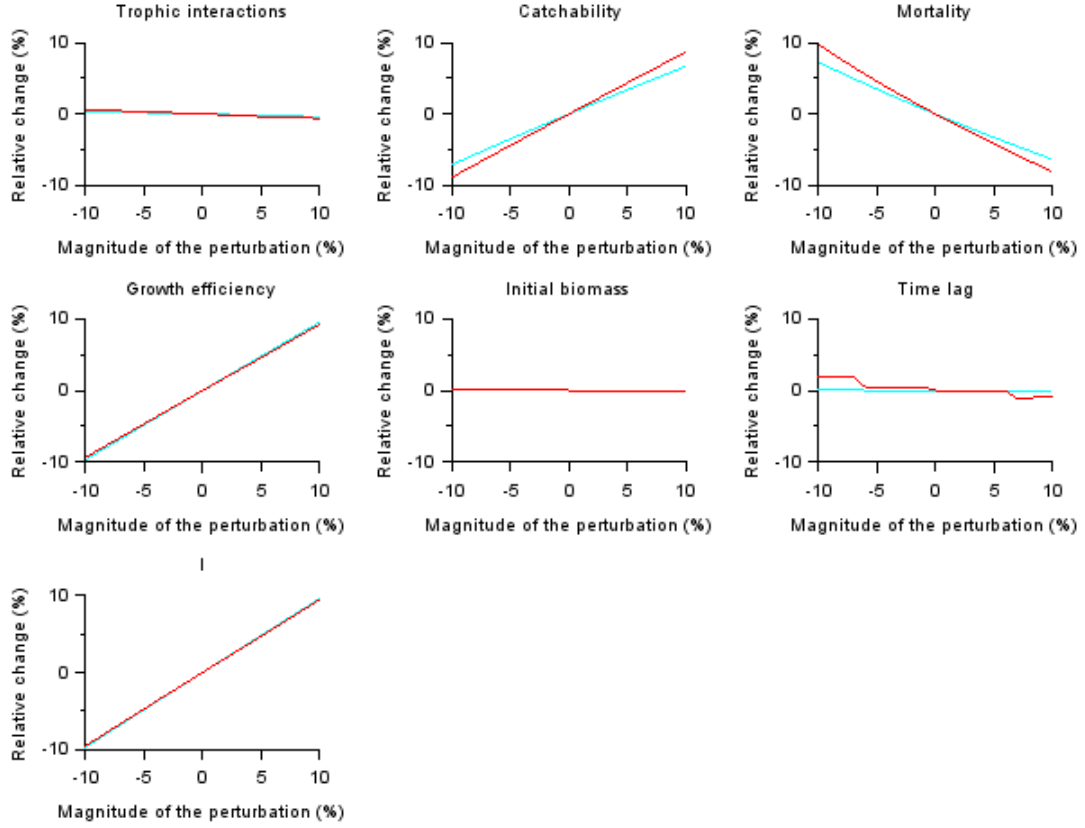 Trophic interactions
Relative change (%)
10
0
-10
-10 -5 0 5 10
Magnitude of the perturbation (%)
Catchability
Relative change (%)
10
0
-10
-10 -5 0 5 10
Magnitude of the perturbation (%)
Mortality
Relative change (%)
10
0
-10
-10 -5 0 5 10
Magnitude of the perturbation (%)
Growth efficiency
Relative change (%)
10
0
-10
-10 -5 0 5 10
Magnitude of the perturbation (%)
Initial biomass
Relative change (%)
10
0
-10
-10 -5 0 5 10
Magnitude of the perturbation (%)
Time lag
Relative change (%)
10
0
-10
-10 -5 0 5 10
Magnitude of the perturbation (%)
I
Relative change (%)
10
0
-10
-10 -5 0 5 10
Magnitude of the perturbation (%)